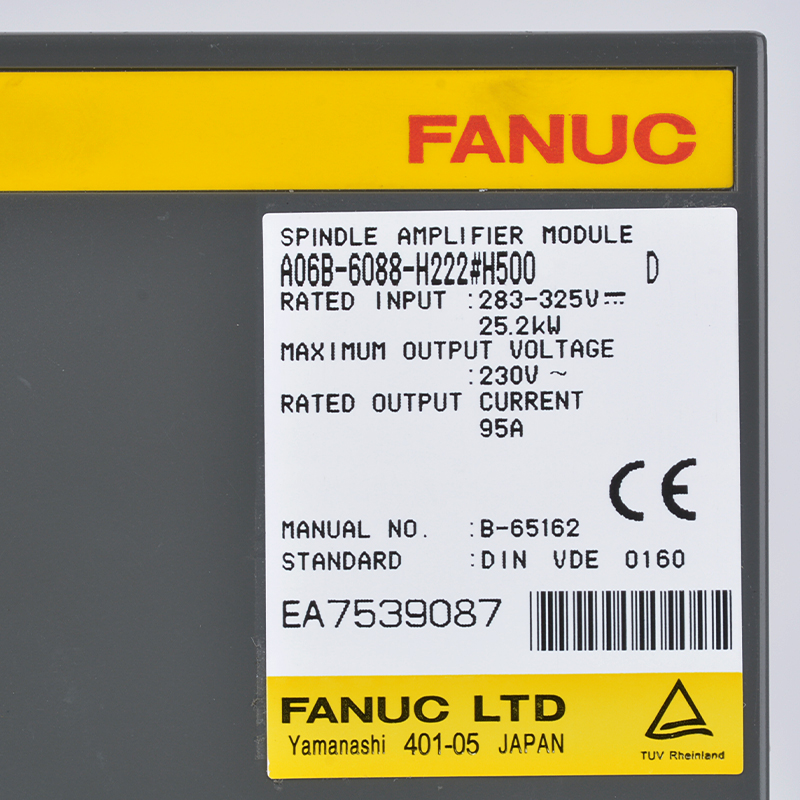 FANUC
SPINDLE AMPLIFIER MODULE
A06B-6088-H222#H500 D
RATED INPUT :283-325V⎓
25.2kW
MAXIMUM OUTPUT VOLTAGE
:230V ~
RATED OUTPUT CURRENT
95A
CE
MANUAL NO. :B-65162
STANDARD :DIN VDE 0160
EA7539087
FANUC LTD
Yamanashi 401-05 JAPAN
TUV Rheinland